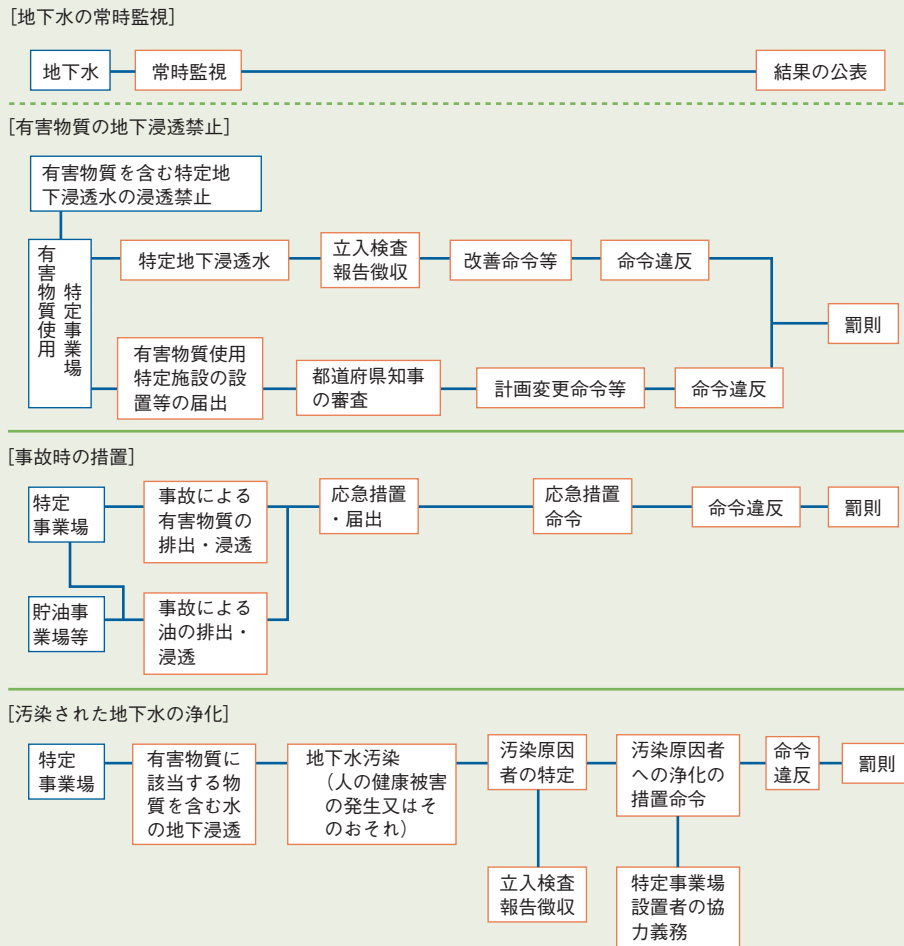 [地下水の常時監視]
地下水
常時監視
結果の公表
[有害物質の地下浸透禁止]
有害物質を含む特定地
下浸透水の浸透禁止
有害物質使用
特定事業場
特定地下浸透水
立入検査
報告徴収
改善命令等
命令違反
罰則
有害物質使用
特定施設の設
置等の届出
都道府県知事
の審査
計画変更命令等
命令違反
[事故時の措置]
特定
事業場
事故による
有害物質の
排出・浸透
応急措置
・届出
応急措置
命令
命令違反
罰則
貯油事
業場等
事故による
油の排出・
浸透
[汚染された地下水の浄化]
特定
事業場
有害物質に
該当する物
質を含む水
の地下浸透
地下水汚染
（人の健康被害
の発生又はそ
のおそれ）
汚染原因
者の特定
汚染原因者
への浄化の
措置命令
命令
違反
罰則
立入検査
報告徴収
特定事業場
設置者の協
力義務